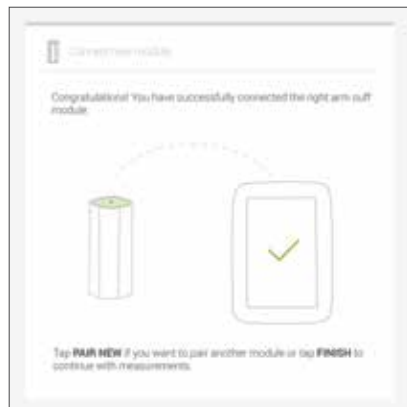 Connect new module
Congratulations! You have successfully connected the right arm cuff
module.
Tap PAIR NEW if you want to pair another module or tap FINISH to
continue with measurements.